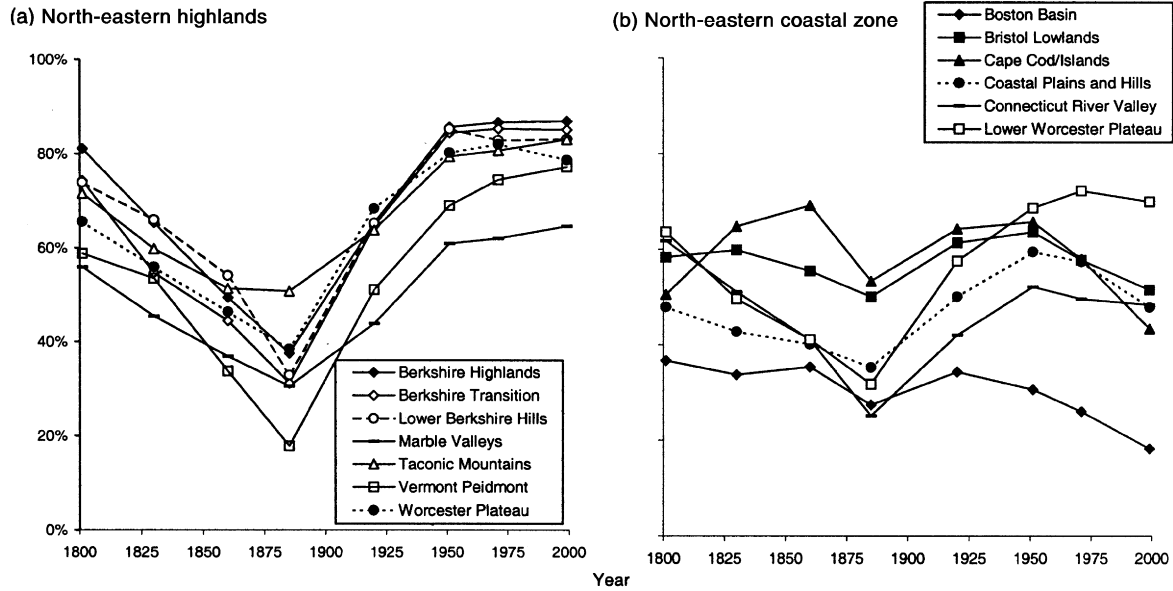 (a) North-eastern highlands
100%
80%
60%
40%
20%
0%
1800 1825 1850 1875 1900 1925 1950 1975 2000
Berkshire Highlands
Berkshire Transition
Lower Berkshire Hills
Marble Valleys
Taconic Mountains
Vermont Peidmont
Worcester Plateau
(b) North-eastern coastal zone
Boston Basin
Bristol Lowlands
Cape Cod/Islands
Coastal Plains and Hills
Connecticut River Valley
Lower Worcester Plateau
1800 1825 1850 1875 1900 1925 1950 1975 2000
Year